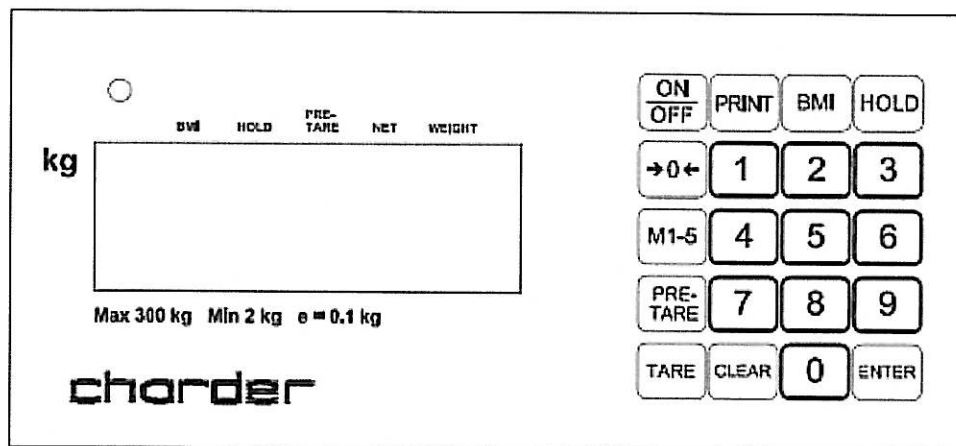 BMI HOLD PRE-TARE NET WEIGHT
kg
Max 300 kg Min 2 kg e = 0.1 kg
charder
ON/OFF PRINT BMI HOLD
→0← 1 2 3
M1-5 4 5 6
PRE-TARE 7 8 9
TARE CLEAR 0 ENTER